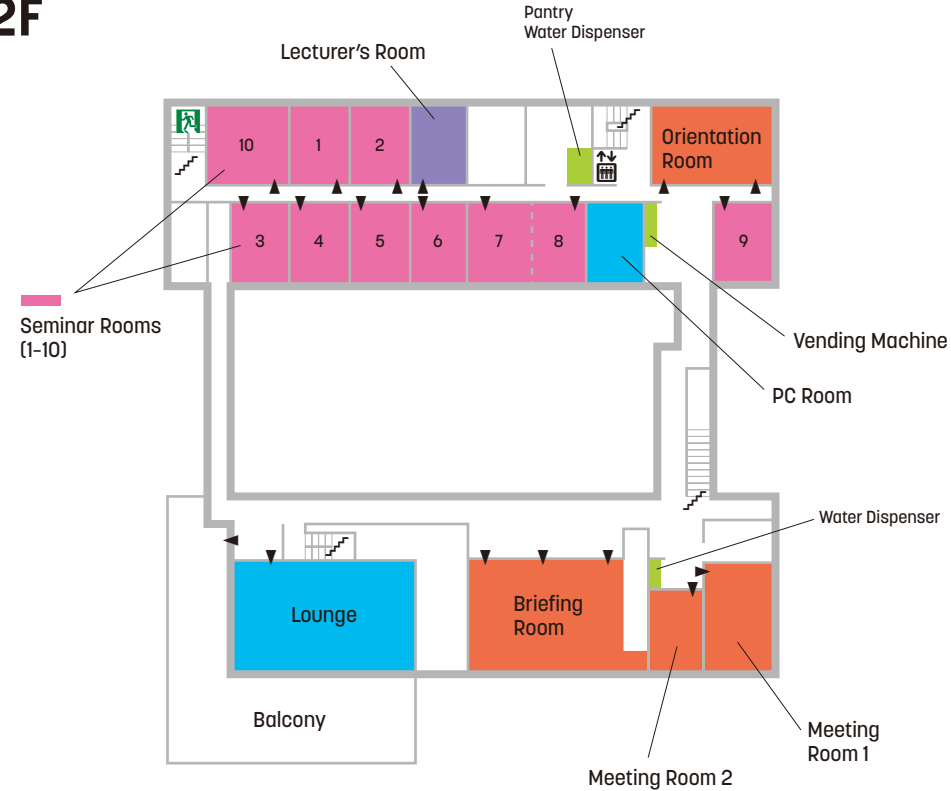 2F
Pantry
Water Dispenser
Lecturer's Room
Orientation
Room
10
1
2
3
4
5
6
7
8
9
Seminar Rooms
(1-10)
Vending Machine
PC Room
Water Dispenser
Lounge
Briefing
Room
Balcony
Meeting
Room 1
Meeting Room 2